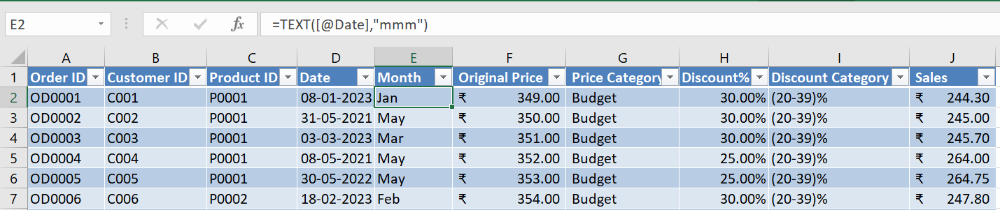 E2 fx =TEXT([@Date],"mmm")
A B C D E F G H I J
1 Order ID Customer ID Product ID Date Month Original Price Price Category Discount% Discount Category Sales
2 OD0001 C001 P0001 08-01-2023 Jan ₹ 349.00 Budget 30.00% (20-39)% ₹ 244.30
3 OD0002 C002 P0001 31-05-2021 May ₹ 350.00 Budget 30.00% (20-39)% ₹ 245.00
4 OD0003 C003 P0001 03-03-2023 Mar ₹ 351.00 Budget 30.00% (20-39)% ₹ 245.70
5 OD0004 C004 P0001 08-05-2021 May ₹ 352.00 Budget 25.00% (20-39)% ₹ 264.00
6 OD0005 C005 P0001 30-05-2022 May ₹ 353.00 Budget 25.00% (20-39)% ₹ 264.75
7 OD0006 C006 P0002 18-02-2023 Feb ₹ 354.00 Budget 30.00% (20-39)% ₹ 247.80